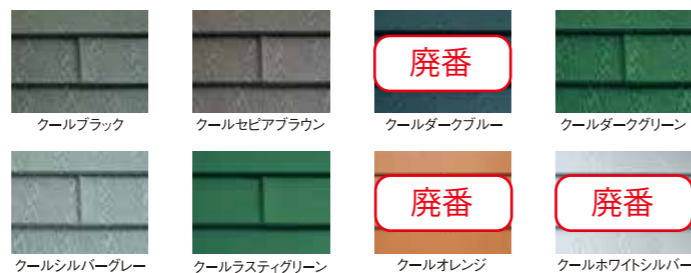 クールブラック
クールセピアブラウン
廃番
クールダークブルー
クールダークグリーン
クールシルバーグレー
クールラスティグリーン
廃番
クールオレンジ
廃番
クールホワイトシルバー